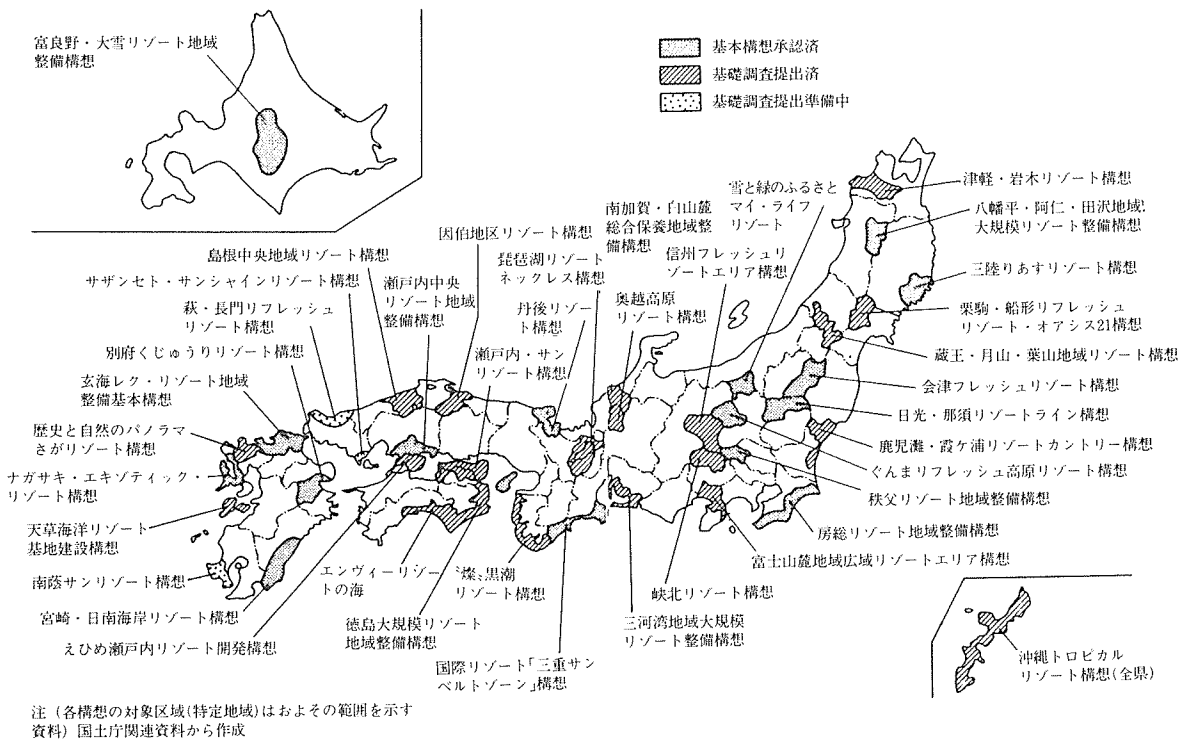 富良野・大雪リゾート地域
整備構想
基本構想承認済
基礎調査提出済
基礎調査提出準備中
雪と緑のふるさと
マイ・ライフ
リゾート
津軽・岩木リゾート構想
八幡平・阿仁・田沢地域
大規模リゾート整備構想
南加賀・白山麓
総合保養地域整
備構想
信州フレッシュリ
ゾートエリア構想
因伯地区リゾート構想
島根中央地域リゾート構想
琵琶湖リゾート
ネックレス構想
三陸りあすリゾート構想
サザンセト・サンシャインリゾート構想
瀬戸内中央
リゾート地域
整備構想
奥越高原
リゾート構想
萩・長門リフレッシュ
リゾート構想
丹後リゾー
ト構想
栗駒・船形リフレッシュ
リゾート・オアシス21構想
別府くじゅうりリゾート構想
瀬戸内・サン
リゾート構想
蔵王・月山・葉山地域リゾート構想
玄海レク・リゾート地域
整備基本構想
会津フレッシュリゾート構想
日光・那須リゾートライン構想
歴史と自然のパノラマ
さがリゾート構想
鹿児灘・霞ケ浦リゾートカントリー構想
ナガサキ・エキゾティック・
リゾート構想
ぐんまリフレッシュ高原リゾート構想
秩父リゾート地域整備構想
天草海洋リゾート
基地建設構想
房総リゾート地域整備構想
富士山麓地域広域リゾートエリア構想
南蔭サンリゾート構想
エンヴィーリゾー
トの海
〝燦〟黒潮
リゾート構想
峡北リゾート構想
宮崎・日南海岸リゾート構想
徳島大規模リゾート
地域整備構想
三河湾地域大規模
リゾート整備構想
えひめ瀬戸内リゾート開発構想
国際リゾート「三重サン
ベルトゾーン」構想
沖縄トロピカル
リゾート構想(全県)
注 (各構想の対象区域(特定地域)はおよその範囲を示す
資料) 国土庁関連資料から作成